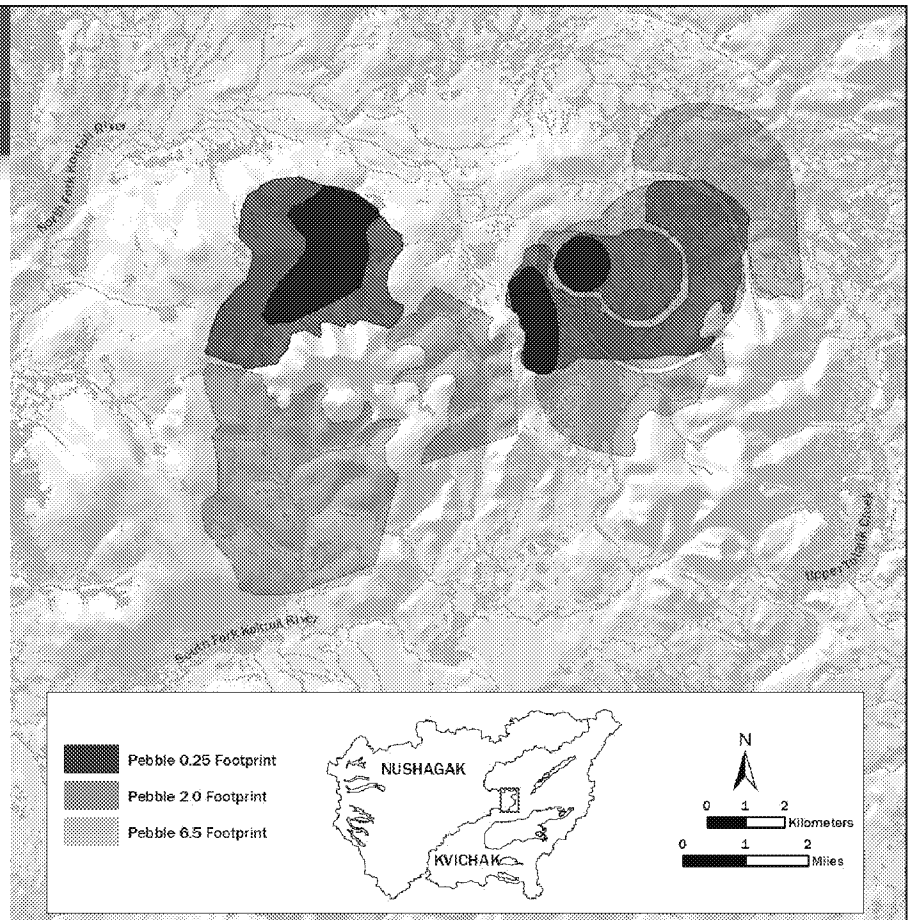 North Fork Koktuli River
Upper Talarik Creek
South Fork Koktuli River
Pebble 0.25 Footprint
Pebble 2.0 Footprint
Pebble 6.5 Footprint
NUSHAGAK
KVICHAK
N
0 1 2
Kilometers
0 1 2
Miles